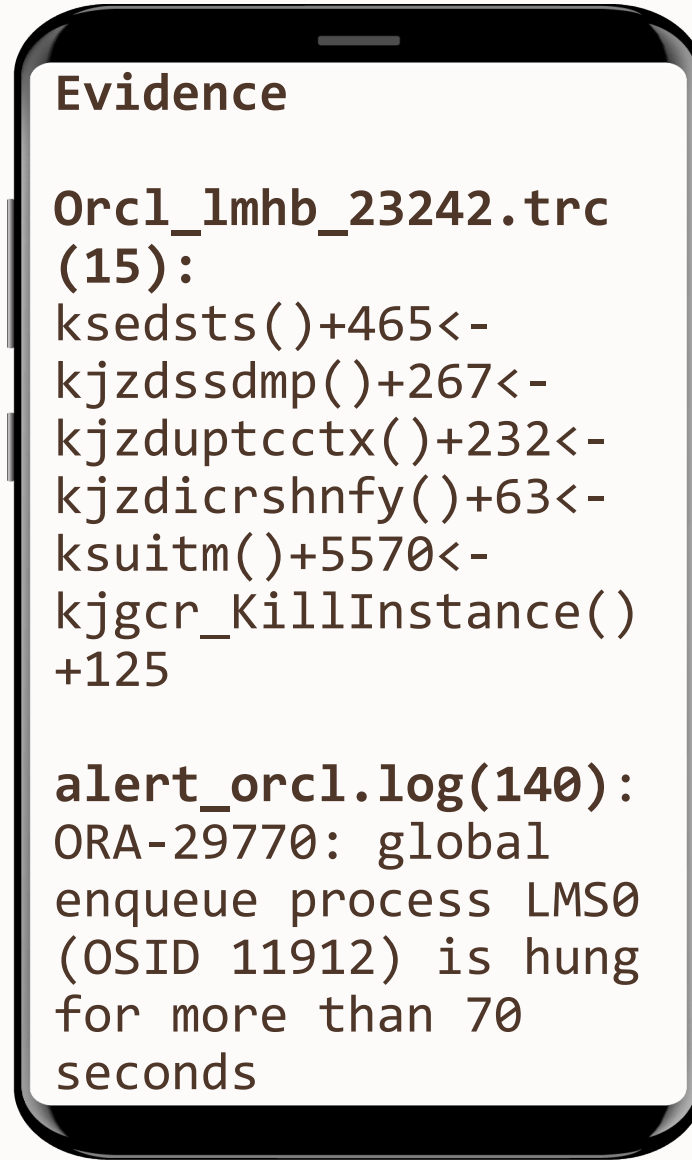 Evidence
Orcl_lmhb_23242.trc
(15):
ksedsts()+465<-
kjzdssdmp()+267<-
kjzduptcctx()+232<-
kjzdicrshnfy()+63<-
ksuitm()+5570<-
kjgcr_KillInstance()
+125
alert_orcl.log(140):
ORA-29770: global
enqueue process LMS0
(OSID 11912) is hung
for more than 70
seconds